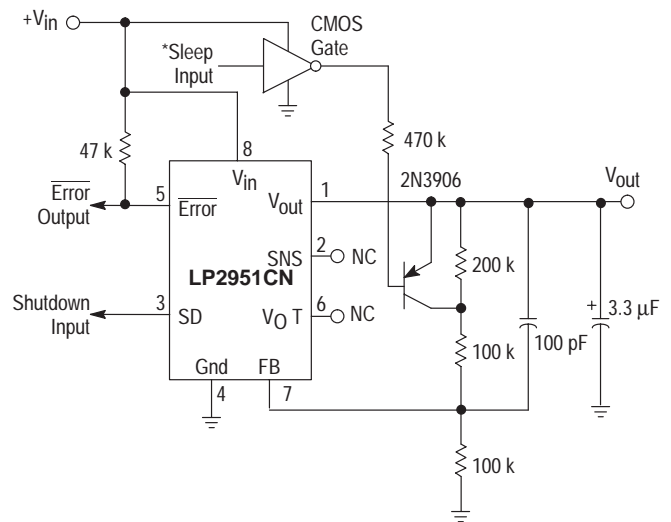 +Vin
*Sleep
Input
CMOS
Gate
47 k
470 k
8
Vin
2N3906
Error
Output
5
Error
Vout
1
Vout
SNS
2
NC
LP2951CN
200 k
Shutdown
Input
3
SD
VO T
6
NC
100 k
100 pF
+
3.3 µF
Gnd
FB
4
7
100 k